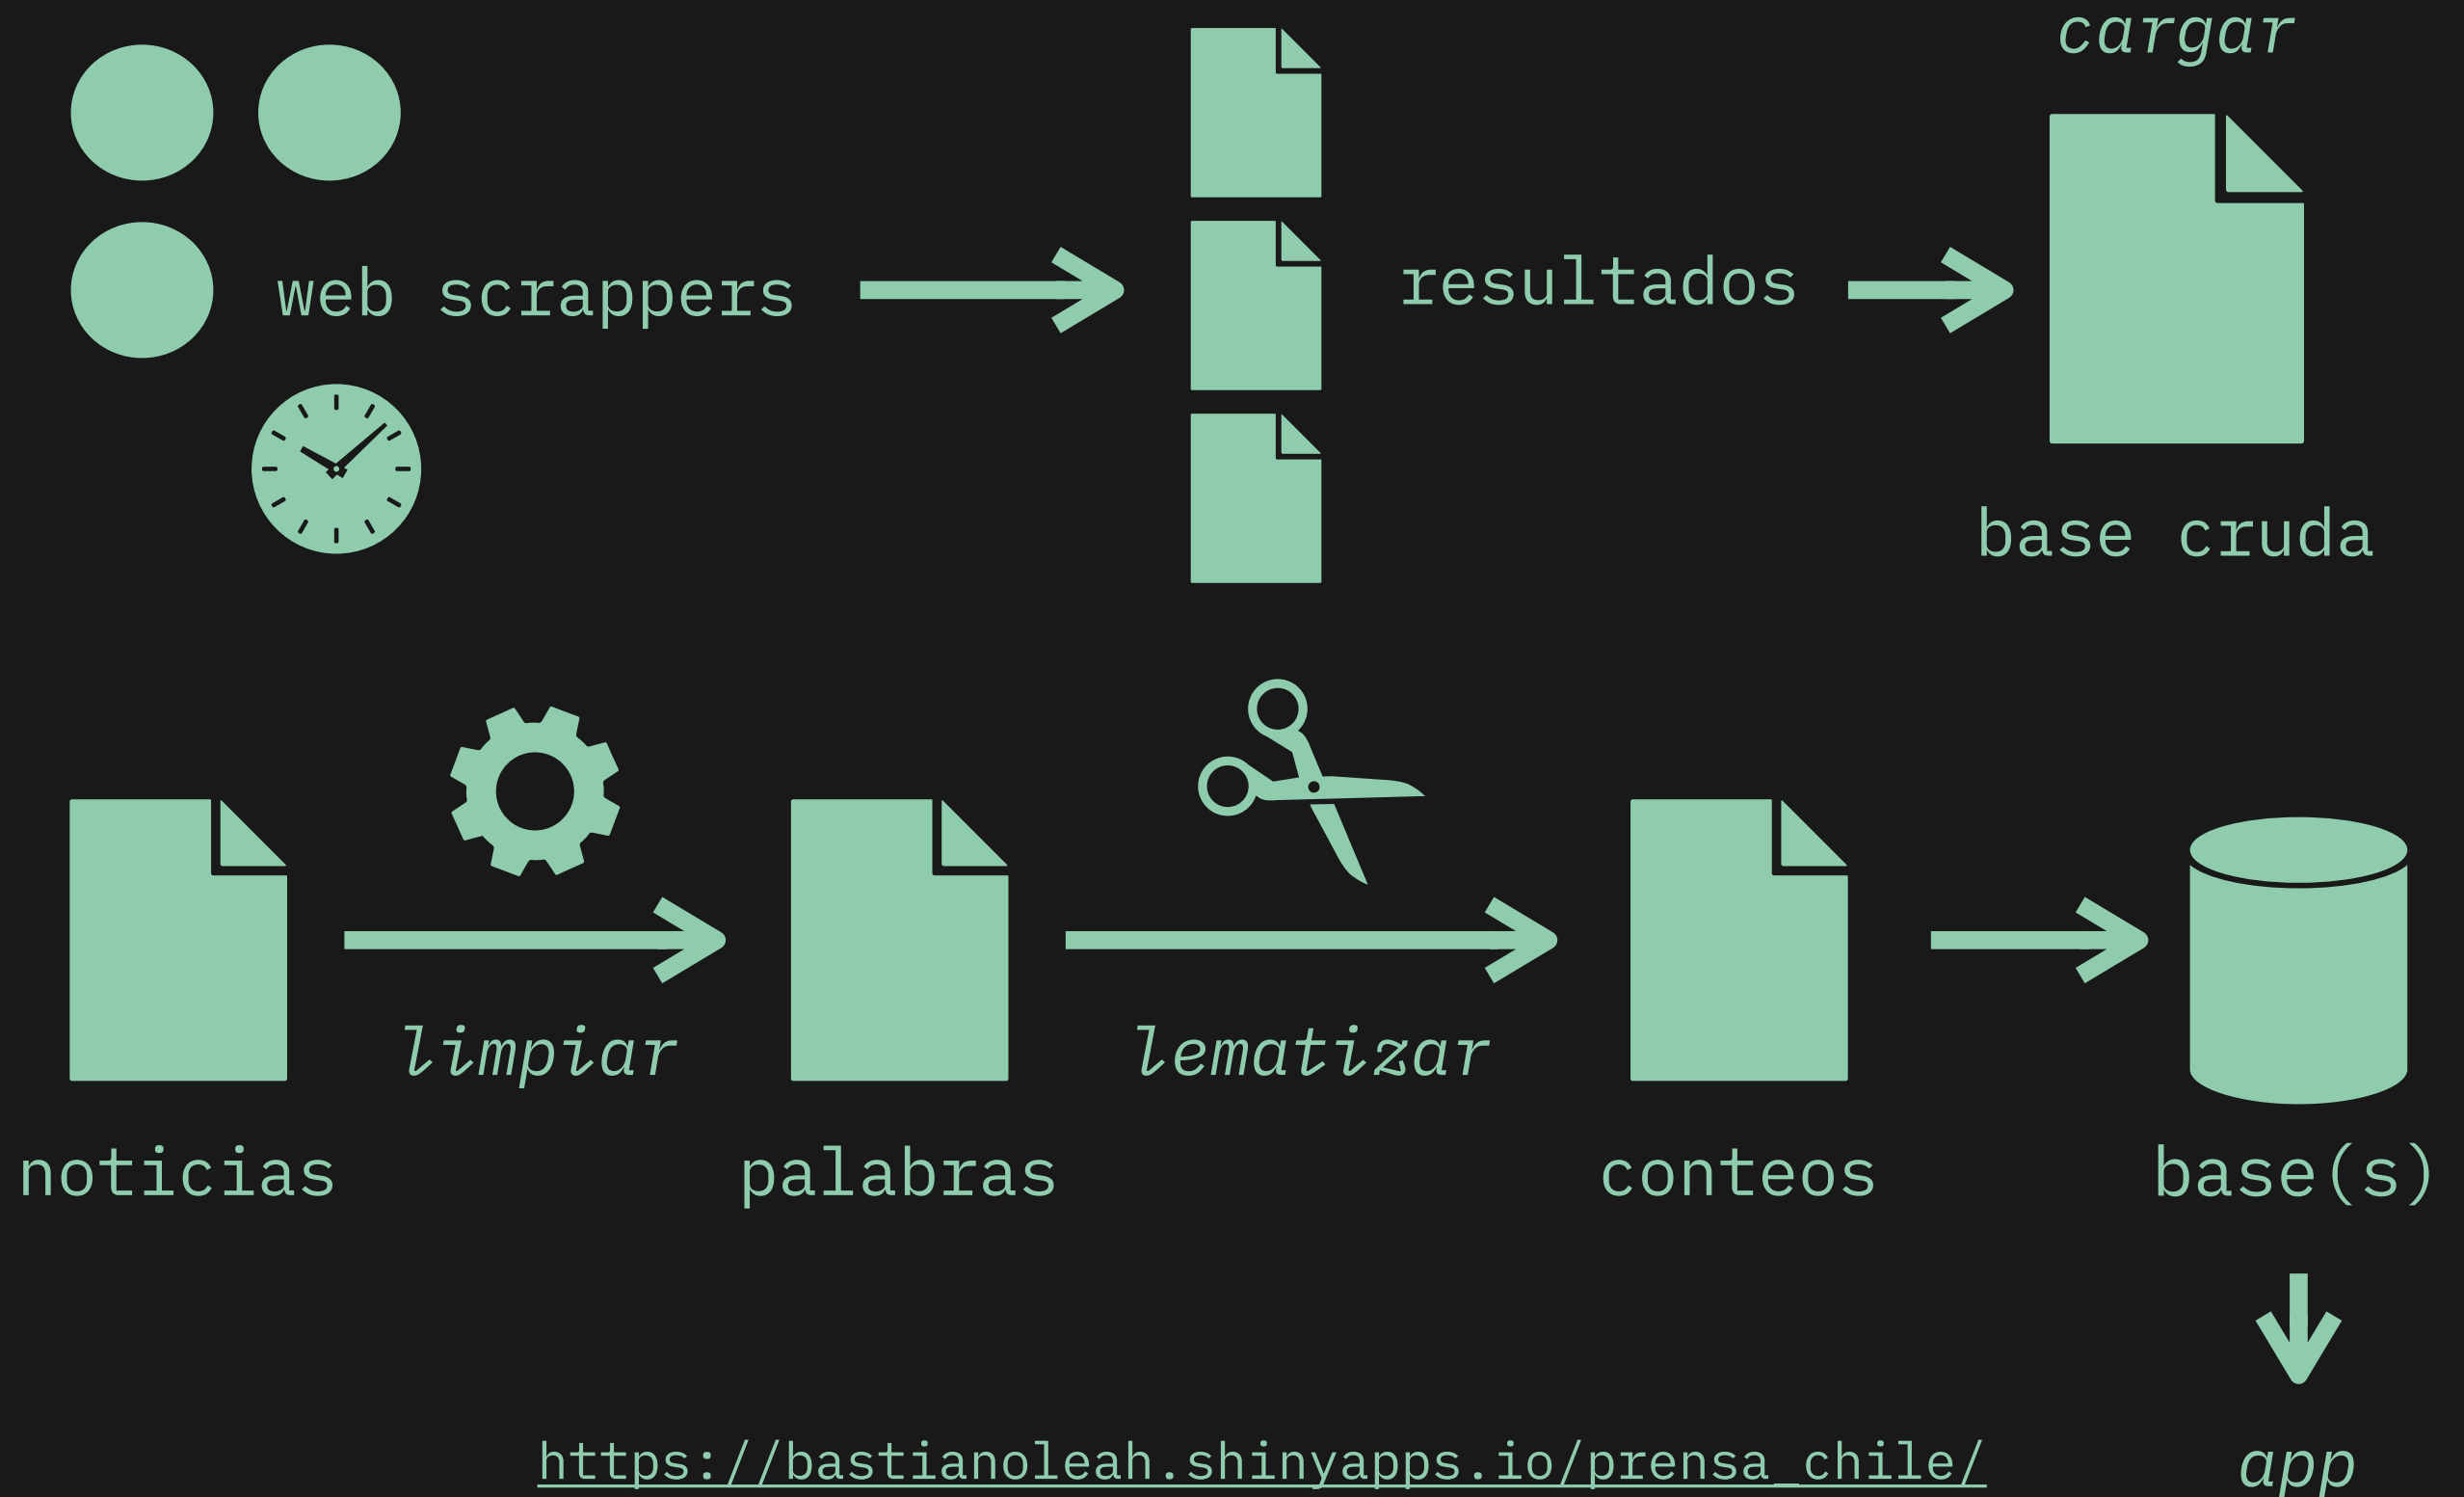 cargar
web scrappers
resultados
base cruda
limpiar
lematizar
noticias
palabras
conteos
base(s)
https://bastianoleah.shinyapps.io/prensa_chile/
app